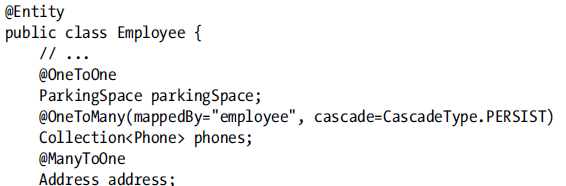 @Entity
public class Employee {
    // ...
    @OneToOne
    ParkingSpace parkingSpace;
    @OneToMany(mappedBy="employee", cascade=CascadeType.PERSIST)
    Collection<Phone> phones;
    @ManyToOne
    Address address;